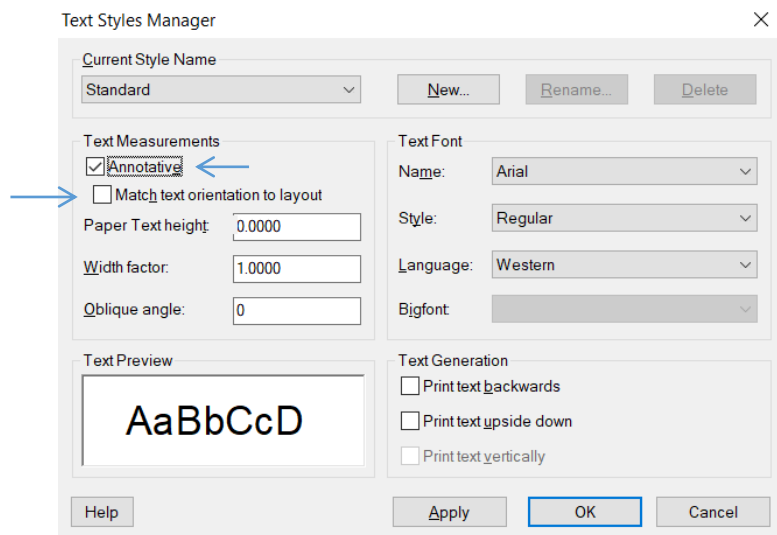 Text Styles Manager
Current Style Name
Standard
New...
Rename...
Delete
Text Measurements
Annotative
Match text orientation to layout
Paper Text height:
0.0000
Width factor:
1.0000
Oblique angle:
0
Text Font
Name:
Arial
Style:
Regular
Language:
Western
Bigfont:
Text Preview
AaBbCcD
Text Generation
Print text backwards
Print text upside down
Print text vertically
Help
Apply
OK
Cancel